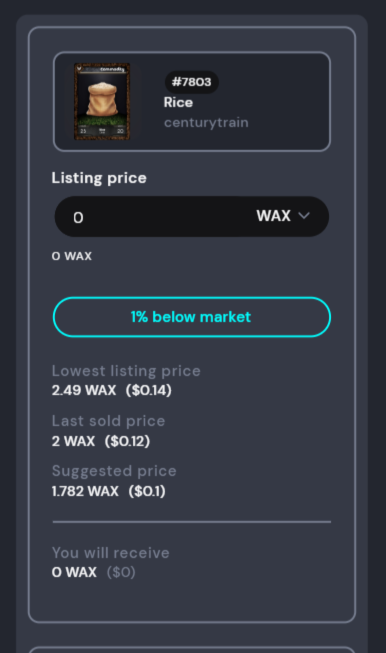 #7803
Rice
centurytrain
Listing price
0 WAX
0 WAX
1% below market
Lowest listing price
2.49 WAX ($0.14)
Last sold price
2 WAX ($0.12)
Suggested price
1.782 WAX ($0.1)
You will receive
0 WAX ($0)